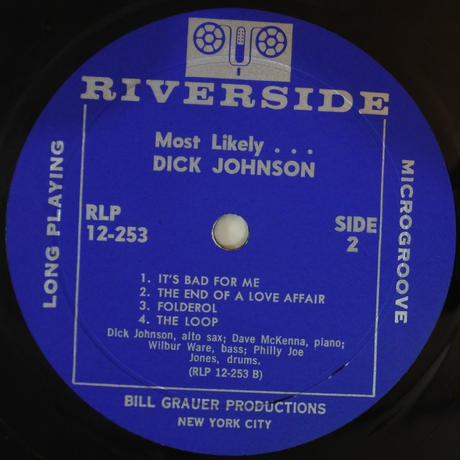 RIVERSIDE
Most Likely . . .
DICK JOHNSON
LONG PLAYING
MICROGROOVE
RLP
12-253
SIDE
2
1. IT'S BAD FOR ME
2. THE END OF A LOVE AFFAIR
3. FOLDEROL
4. THE LOOP
Dick Johnson, alto sax; Dave McKenna, piano;
Wilbur Ware, bass; Philly Joe
Jones, drums.
(RLP 12-253 B)
BILL GRAUER PRODUCTIONS
NEW YORK CITY